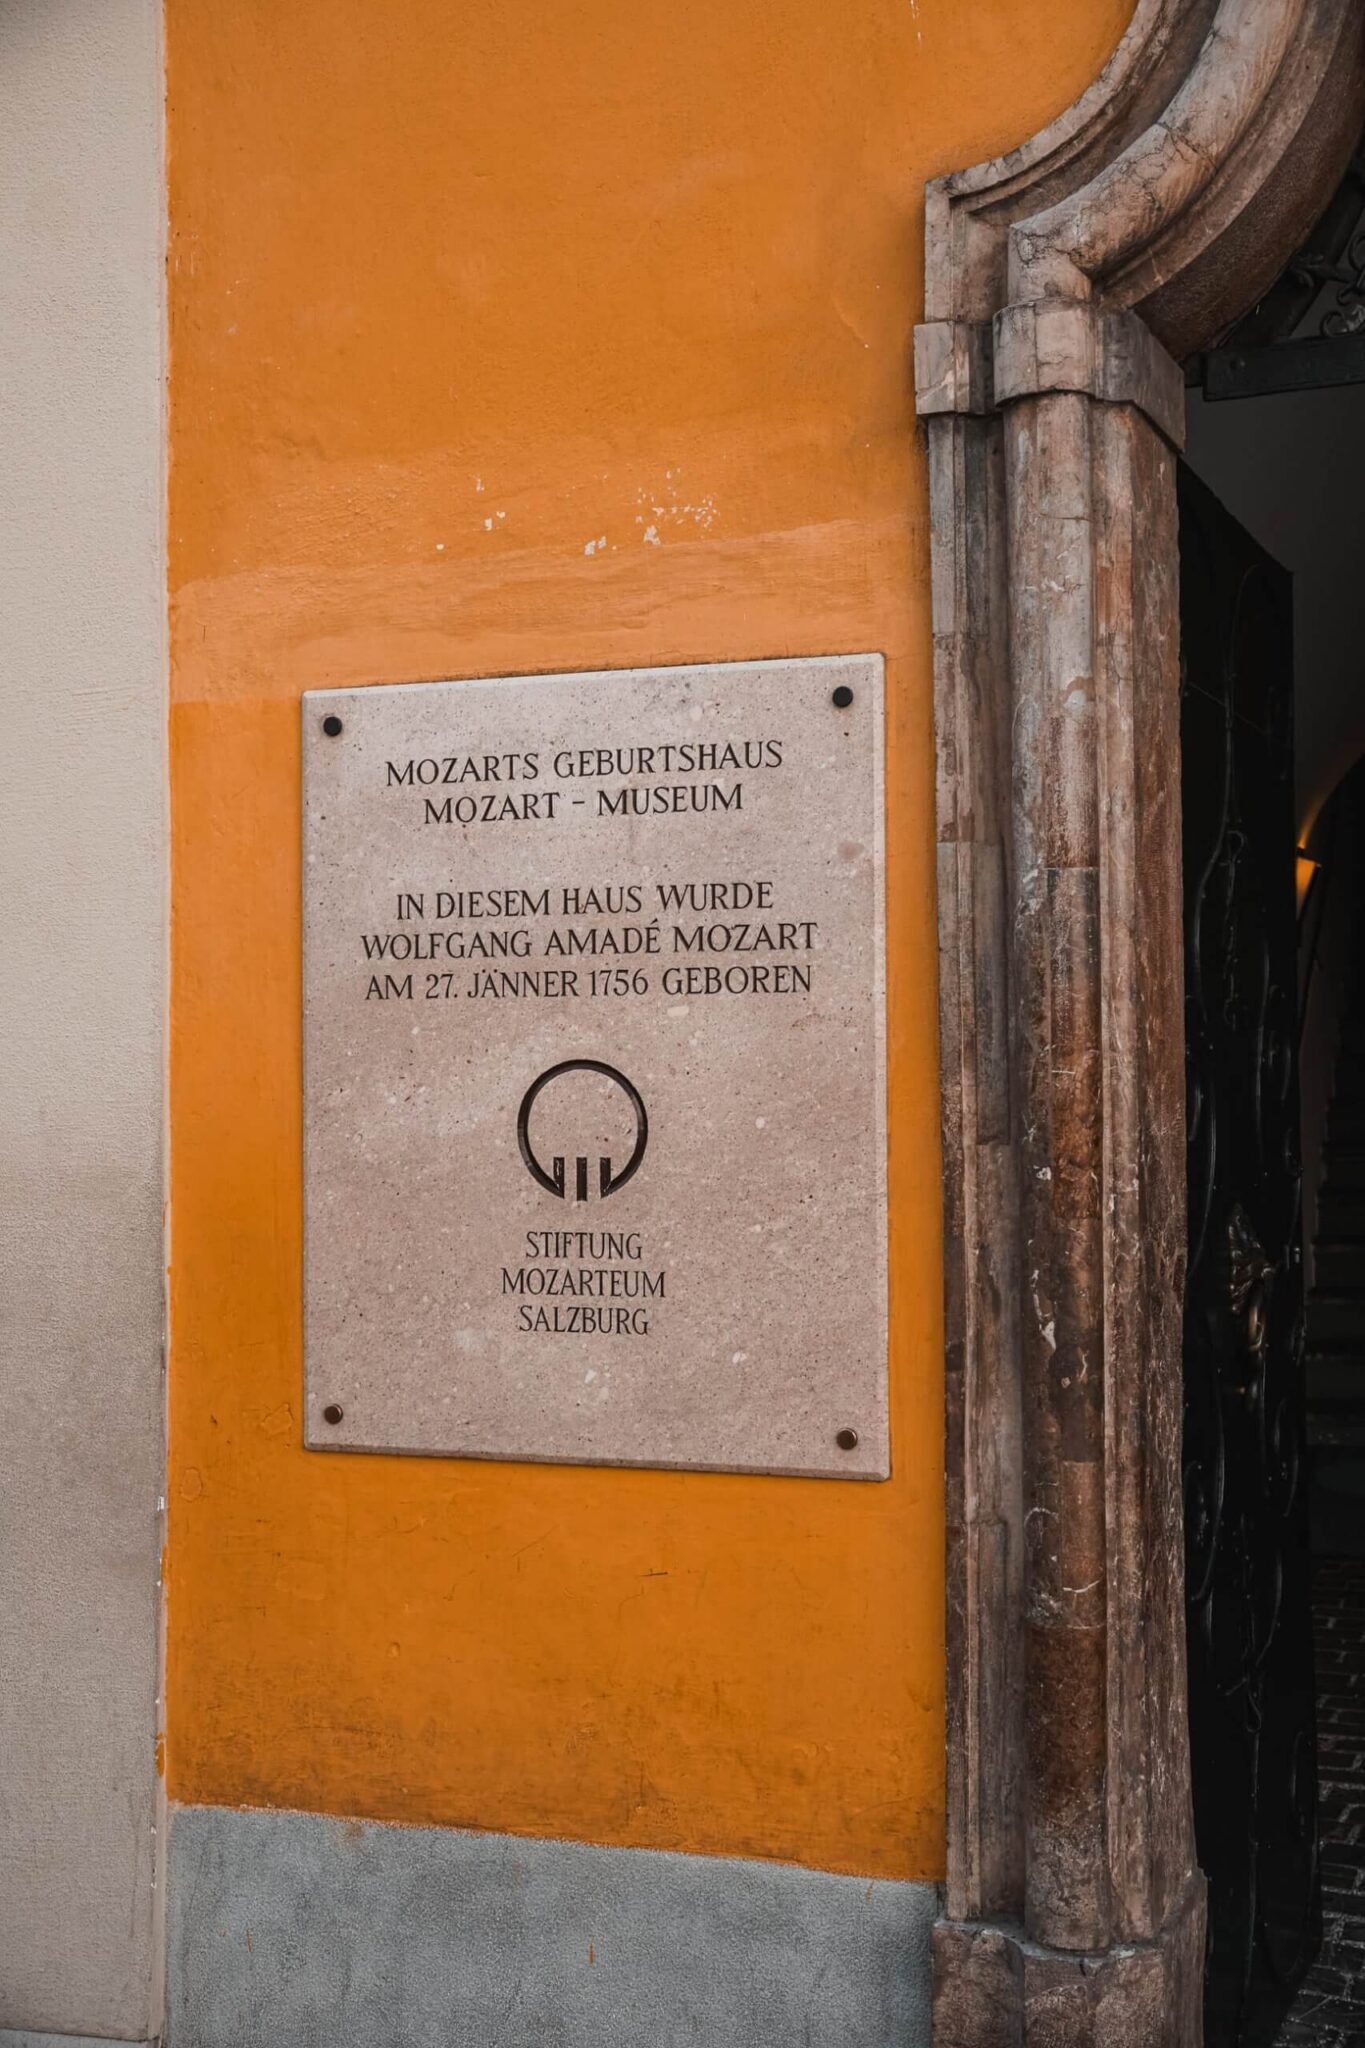 MOZARTS GEBURTSHAUS
MOZART - MUSEUM
IN DIESEM HAUS WURDE
WOLFGANG AMADÉ MOZART
AM 27. JÄNNER 1756 GEBOREN
STIFTUNG
MOZARTEUM
SALZBURG